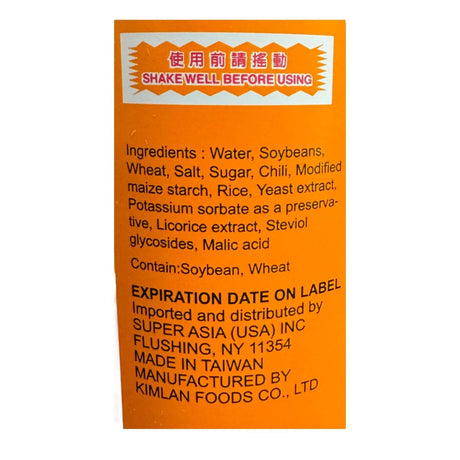 使用前請搖動
SHAKE WELL BEFORE USING
Ingredients : Water, Soybeans,
Wheat, Salt, Sugar, Chili, Modified
maize starch, Rice, Yeast extract,
Potassium sorbate as a preserva-
tive, Licorice extract, Steviol
glycosides, Malic acid
Contain:Soybean, Wheat
EXPIRATION DATE ON LABEL
Imported and distributed by
SUPER ASIA (USA) INC
FLUSHING, NY 11354
MADE IN TAIWAN
MANUFACTURED BY
KIMLAN FOODS CO., LTD